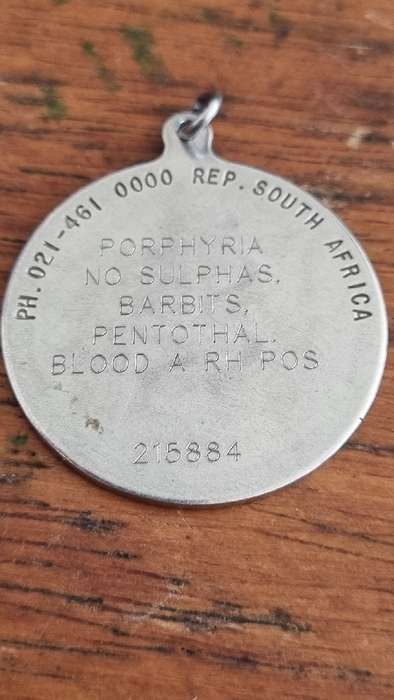 PH. 021-461 0000 REP. SOUTH AFRICA
PORPHYRIA
NO SULPHAS.
BARBITS,
PENTOTHAL.
BLOOD A RH POS
215884